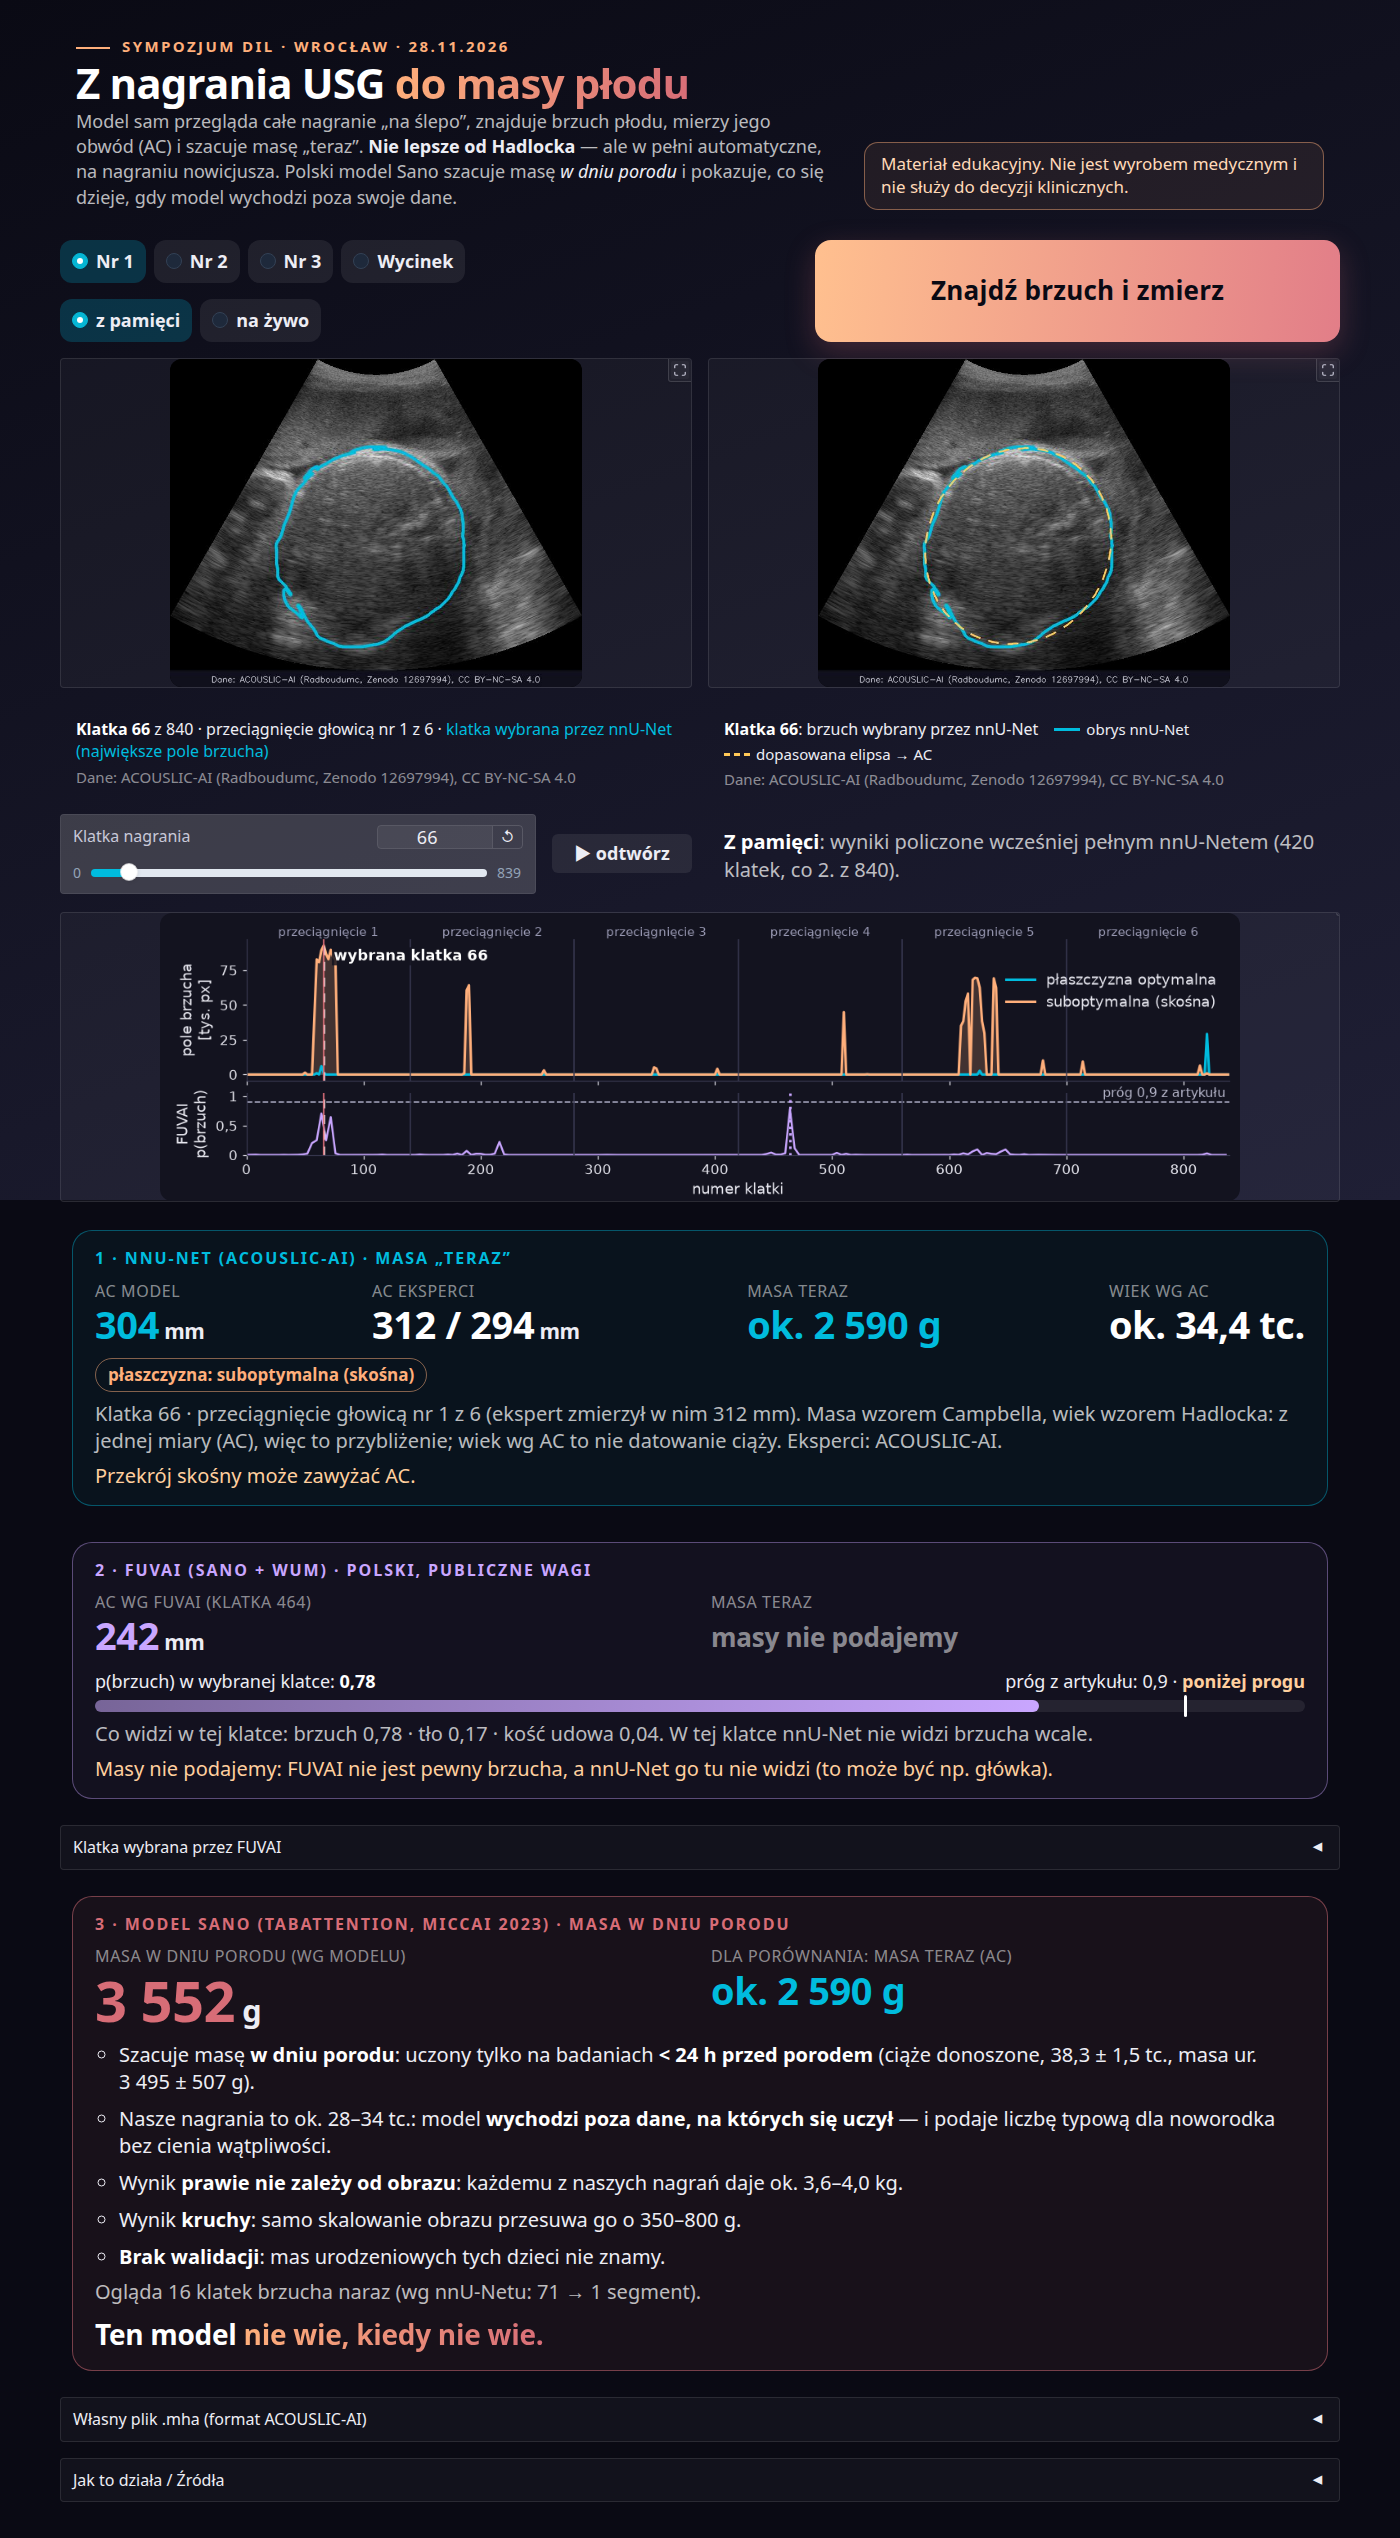 SYMPOZJUM DIL · WROCŁAW · 28.11.2026
Z nagrania USG do masy płodu
Model sam przegląda całe nagranie „na ślepo”, znajduje brzuch płodu, mierzy jego
obwód (AC) i szacuje masę „teraz”. Nie lepsze od Hadlocka — ale w pełni automatyczne,
na nagraniu nowicjusza. Polski model Sano szacuje masę w dniu porodu i pokazuje, co się
dzieje, gdy model wychodzi poza swoje dane.
Materiał edukacyjny. Nie jest wyrobem medycznym i
nie służy do decyzji klinicznych.
Nr 1
Nr 2
Nr 3
Wycinek
z pamięci
na żywo
Znajdź brzuch i zmierz
Dane: ACOUSLIC-AI (Radboudumc, Zenodo 12697994), CC BY-NC-SA 4.0
Dane: ACOUSLIC-AI (Radboudumc, Zenodo 12697994), CC BY-NC-SA 4.0
Klatka 66 z 840 · przeciągnięcie głowicą nr 1 z 6 · klatka wybrana przez nnU-Net
(największe pole brzucha)
Dane: ACOUSLIC-AI (Radboudumc, Zenodo 12697994), CC BY-NC-SA 4.0
Klatka 66: brzuch wybrany przez nnU-Net obrys nnU-Net
dopasowana elipsa → AC
Dane: ACOUSLIC-AI (Radboudumc, Zenodo 12697994), CC BY-NC-SA 4.0
Klatka nagrania
66
0
839
▶ odtwórz
Z pamięci: wyniki policzone wcześniej pełnym nnU-Netem (420
klatek, co 2. z 840).
przeciągnięcie 1 przeciągnięcie 2 przeciągnięcie 3 przeciągnięcie 4 przeciągnięcie 5 przeciągnięcie 6
wybrana klatka 66
pole brzucha
[tys. px]
75
50
25
0
płaszczyzna optymalna
suboptymalna (skośna)
FUVAI
p(brzuch)
1
0,5
0
próg 0,9 z artykułu
0 100 200 300 400 500 600 700 800
numer klatki
1 · NNU-NET (ACOUSLIC-AI) · MASA „TERAZ”
AC MODEL
304 mm
AC EKSPERCI
312 / 294 mm
MASA TERAZ
ok. 2 590 g
WIEK WG AC
ok. 34,4 tc.
płaszczyzna: suboptymalna (skośna)
Klatka 66 · przeciągnięcie głowicą nr 1 z 6 (ekspert zmierzył w nim 312 mm). Masa wzorem Campbella, wiek wzorem Hadlocka: z
jednej miary (AC), więc to przybliżenie; wiek wg AC to nie datowanie ciąży. Eksperci: ACOUSLIC-AI.
Przekrój skośny może zawyżać AC.
2 · FUVAI (SANO + WUM) · POLSKI, PUBLICZNE WAGI
AC WG FUVAI (KLATKA 464)
242 mm
MASA TERAZ
masy nie podajemy
p(brzuch) w wybranej klatce: 0,78
próg z artykułu: 0,9 · poniżej progu
Co widzi w tej klatce: brzuch 0,78 · tło 0,17 · kość udowa 0,04. W tej klatce nnU-Net nie widzi brzucha wcale.
Masy nie podajemy: FUVAI nie jest pewny brzucha, a nnU-Net go tu nie widzi (to może być np. główka).
Klatka wybrana przez FUVAI
3 · MODEL SANO (TABATTENTION, MICCAI 2023) · MASA W DNIU PORODU
MASA W DNIU PORODU (WG MODELU)
3 552 g
DLA PORÓWNANIA: MASA TERAZ (AC)
ok. 2 590 g
Szacuje masę w dniu porodu: uczony tylko na badaniach < 24 h przed porodem (ciąże donoszone, 38,3 ± 1,5 tc., masa ur.
3 495 ± 507 g).
Nasze nagrania to ok. 28–34 tc.: model wychodzi poza dane, na których się uczył — i podaje liczbę typową dla noworodka
bez cienia wątpliwości.
Wynik prawie nie zależy od obrazu: każdemu z naszych nagrań daje ok. 3,6–4,0 kg.
Wynik kruchy: samo skalowanie obrazu przesuwa go o 350–800 g.
Brak walidacji: mas urodzeniowych tych dzieci nie znamy.
Ogląda 16 klatek brzucha naraz (wg nnU-Netu: 71 → 1 segment).
Ten model nie wie, kiedy nie wie.
Własny plik .mha (format ACOUSLIC-AI)
Jak to działa / Źródła